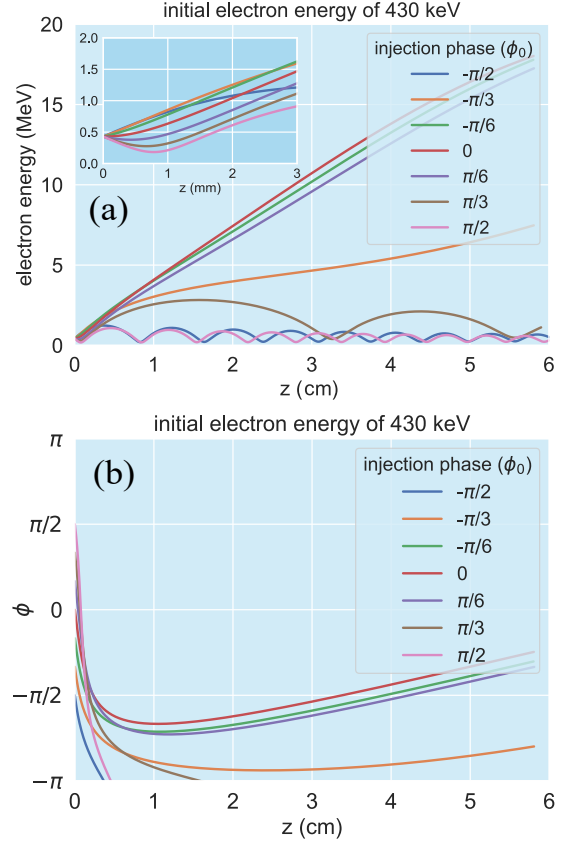 initial electron energy of 430 keV
20
15
10
5
0
electron energy (MeV)
2.0
1.5
1.0
0.5
0.0
0
1
2
3
z (mm)
(a)
injection phase (ϕ₀)
-π/2
-π/3
-π/6
0
π/6
π/3
π/2
0 1 2 3 4 5 6
z (cm)
initial electron energy of 430 keV
π
π/2
0
−π/2
−π
ϕ
(b)
injection phase (ϕ₀)
-π/2
-π/3
-π/6
0
π/6
π/3
π/2
0 1 2 3 4 5 6
z (cm)